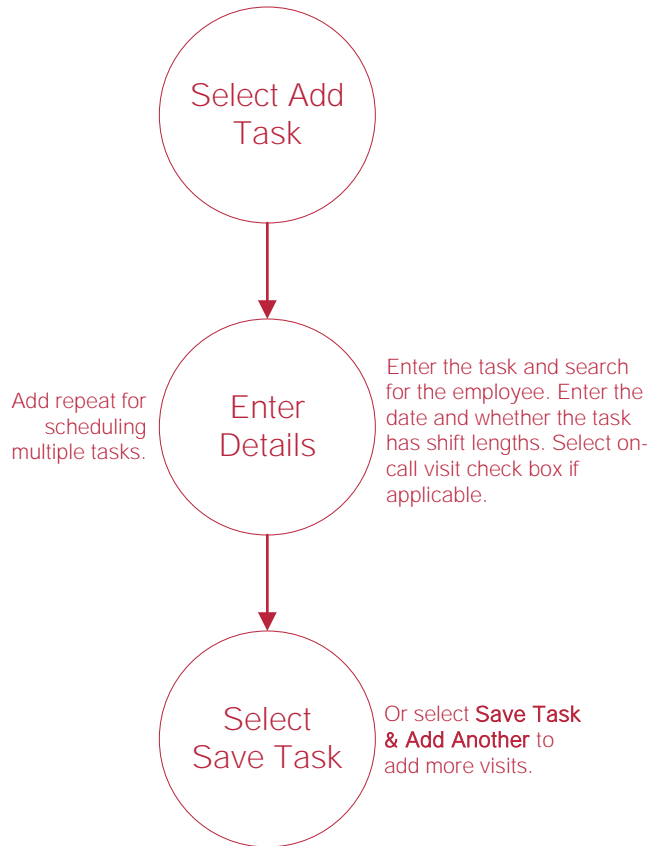 Select Add
Task
Add repeat for
scheduling
multiple tasks.
Enter
Details
Enter the task and search
for the employee. Enter the
date and whether the task
has shift lengths. Select on-
call visit check box if
applicable.
Select
Save Task
Or select Save Task
& Add Another to
add more visits.